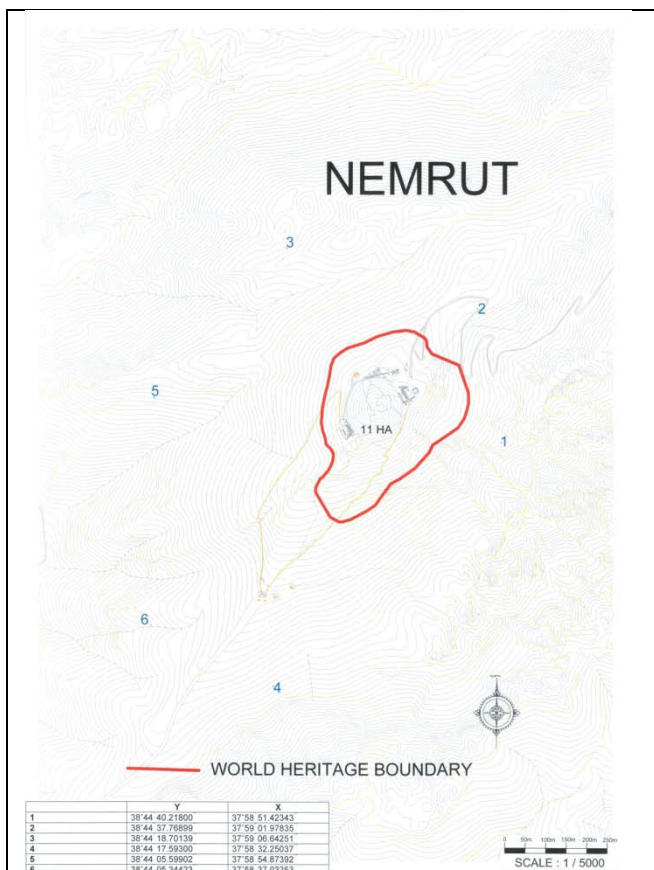 NEMRUT
3
2
5
11 HA
1
6
4
WORLD HERITAGE BOUNDARY
Y X
1 38°44 40.21800 37°58 51.42343
2 38°44 37.76899 37°59 01.97835
3 38°44 18.70139 37°59 06.64251
4 38°44 17.59300 37°58 32.25037
5 38°44 05.59902 37°58 54.87392
0 50m 100m 150m 200m 250m
SCALE : 1 / 5000